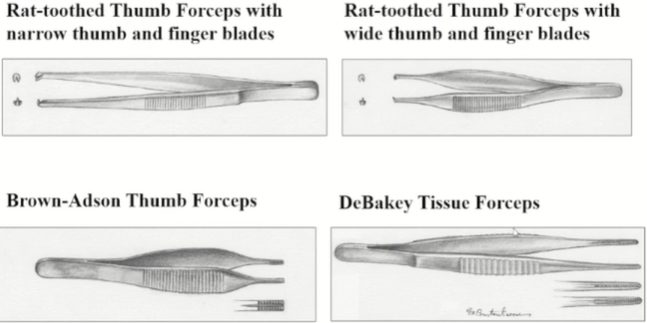 Rat-toothed Thumb Forceps with
narrow thumb and finger blades
Rat-toothed Thumb Forceps with
wide thumb and finger blades
Brown-Adson Thumb Forceps
DeBakey Tissue Forceps